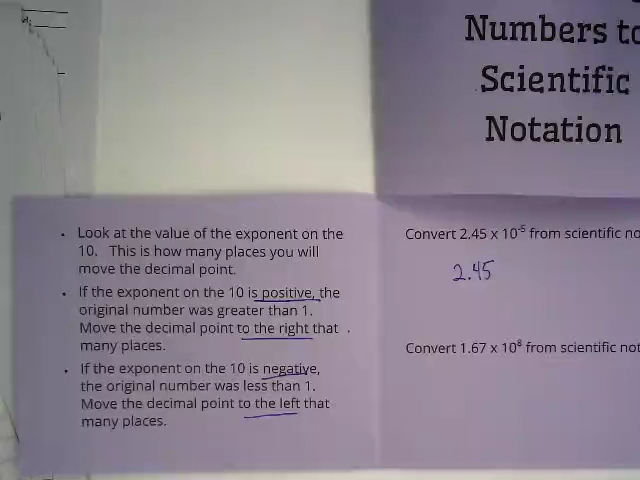 Numbers to
Scientific
Notation
• Look at the value of the exponent on the
10. This is how many places you will
move the decimal point.
• If the exponent on the 10 is positive, the
original number was greater than 1.
Move the decimal point to the right that
many places.
• If the exponent on the 10 is negative,
the original number was less than 1.
Move the decimal point to the left that
many places.
Convert 2.45 x 10⁻⁵ from scientific no
2.45
Convert 1.67 x 10⁸ from scientific not